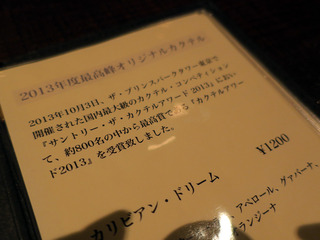 2013年度最高峰オリジナルカクテル
2013年10月3日、ザ・プリンスパークタワー東京で
開催された国内最大級のカクテル・コンペティション
『サントリー・ザ・カクテルアワード2013』におい
て、約800名の中から最高賞である『カクテルアワー
ド2013』を受賞致しました。
¥1200
カリビアン・ドリーム
アペロール、グァバーナ、
ランジーナ